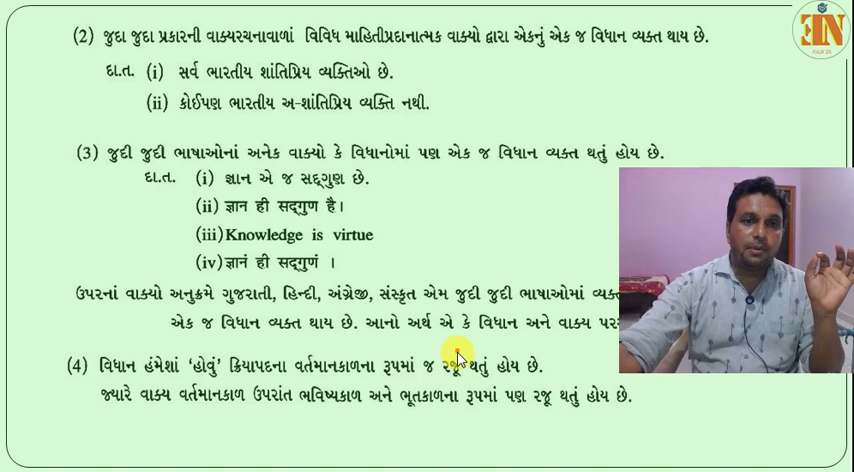 (2) જુદા જુદા પ્રકારની વાક્યરચનાવાળાં વિવિધ માહિતીપ્રદાનાત્મક વાક્યો દ્વારા એકનું એક જ વિધાન વ્યક્ત થાય છે.
દા.ત. (i) સર્વ ભારતીય શાંતિપ્રિય વ્યક્તિઓ છે.
(ii) કોઈપણ ભારતીય અ-શાંતિપ્રિય વ્યક્તિ નથી.
(3) જુદી જુદી ભાષાઓનાં અનેક વાક્યો કે વિધાનોમાં પણ એક જ વિધાન વ્યક્ત થતું હોય છે.
દા.ત. (i) જ્ઞાન એ જ સદ્ગુણ છે.
(ii) ज्ञान ही सद्गुण है।
(iii) Knowledge is virtue
(iv) ज्ञानं ही सद्गुणं ।
ઉપરનાં વાક્યો અનુક્રમે ગુજરાતી, હિન્દી, અંગ્રેજી, સંસ્કૃત એમ જુદી જુદી ભાષાઓમાં
એક જ વિધાન વ્યક્ત થાય છે. આનો અર્થ એ કે વિધાન અને વાક્ય
(4) વિધાન હંમેશાં ‘હોવું’ ક્રિયાપદના વર્તમાનકાળના રૂપમાં જ રજૂ થતું હોય છે.
જ્યારે વાક્ય વર્તમાનકાળ ઉપરાંત ભવિષ્યકાળ અને ભૂતકાળના રૂપમાં પણ રજૂ થતું હોય છે.